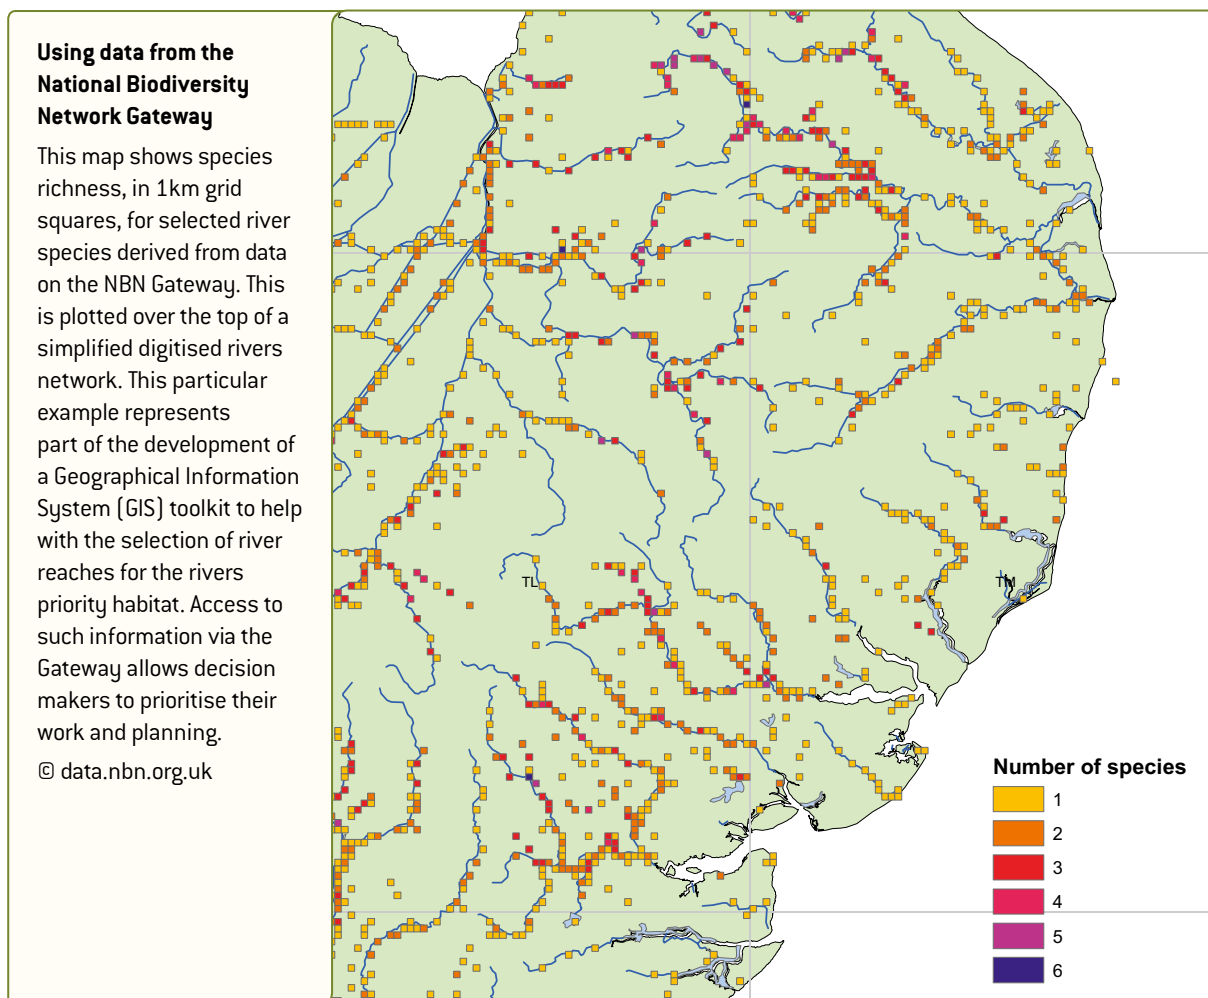 Using data from the
National Biodiversity
Network Gateway
This map shows species
richness, in 1km grid
squares, for selected river
species derived from data
on the NBN Gateway. This
is plotted over the top of a
simplified digitised rivers
network. This particular
example represents
part of the development of
a Geographical Information
System (GIS) toolkit to help
with the selection of river
reaches for the rivers
priority habitat. Access to
such information via the
Gateway allows decision
makers to prioritise their
work and planning.
© data.nbn.org.uk
TL
TM
Number of species
1
2
3
4
5
6